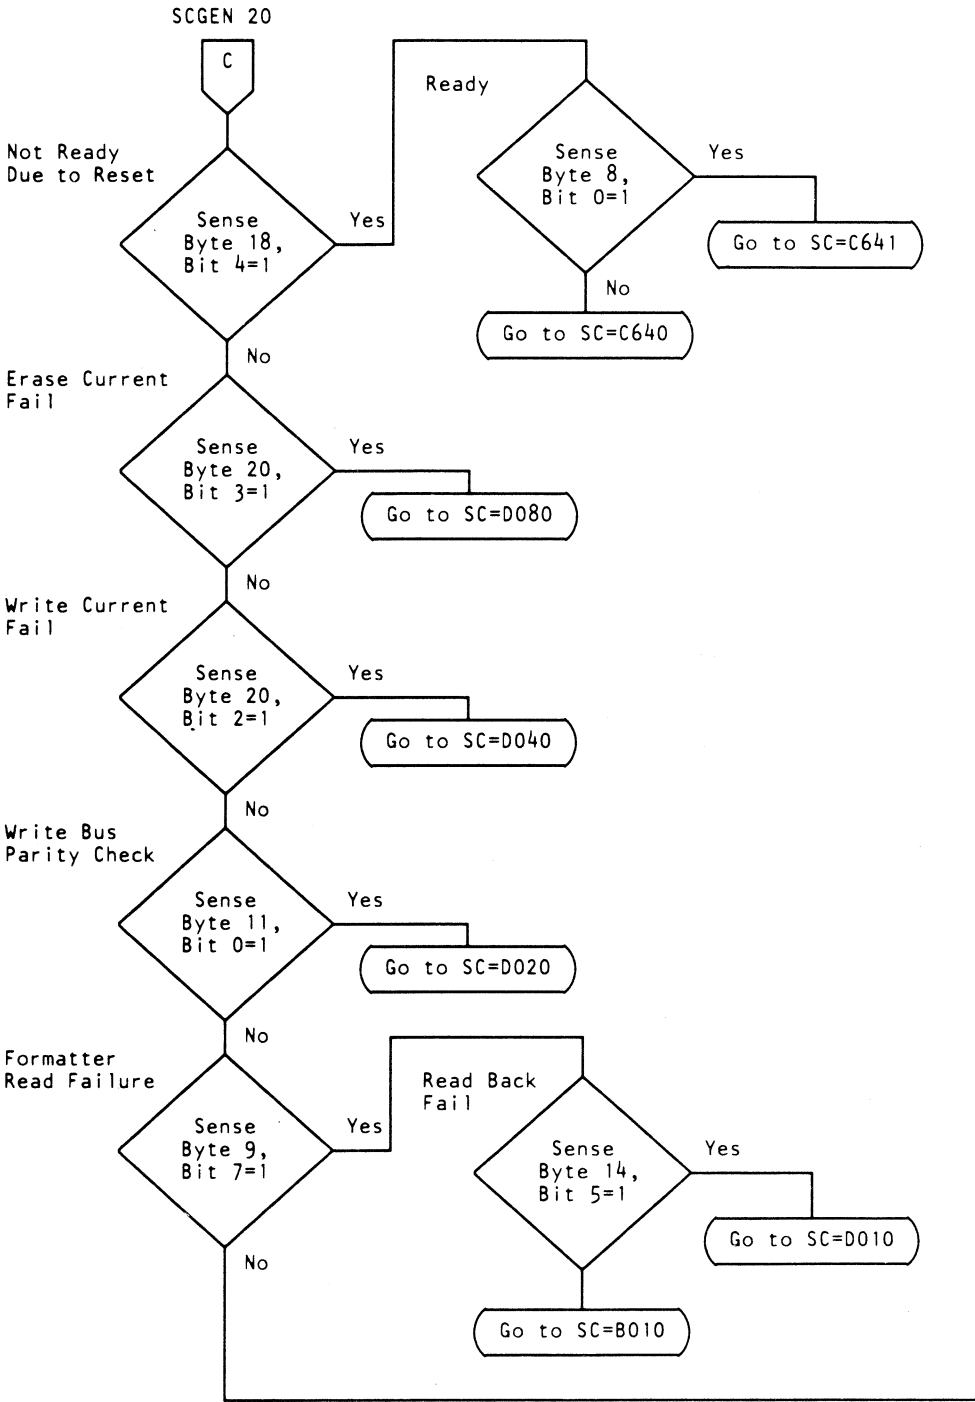 SCGEN 20
C
Ready
Not Ready
Due to Reset
Sense
Byte 18,
Bit 4=1
Yes
Sense
Byte 8,
Bit 0=1
Yes
Go to SC=C641
No
Go to SC=C640
No
Erase Current
Fail
Sense
Byte 20,
Bit 3=1
Yes
Go to SC=D080
No
Write Current
Fail
Sense
Byte 20,
Bit 2=1
Yes
Go to SC=D040
No
Write Bus
Parity Check
Sense
Byte 11,
Bit 0=1
Yes
Go to SC=D020
No
Formatter
Read Failure
Sense
Byte 9,
Bit 7=1
Yes
Read Back
Fail
Sense
Byte 14,
Bit 5=1
Yes
Go to SC=D010
No
Go to SC=B010